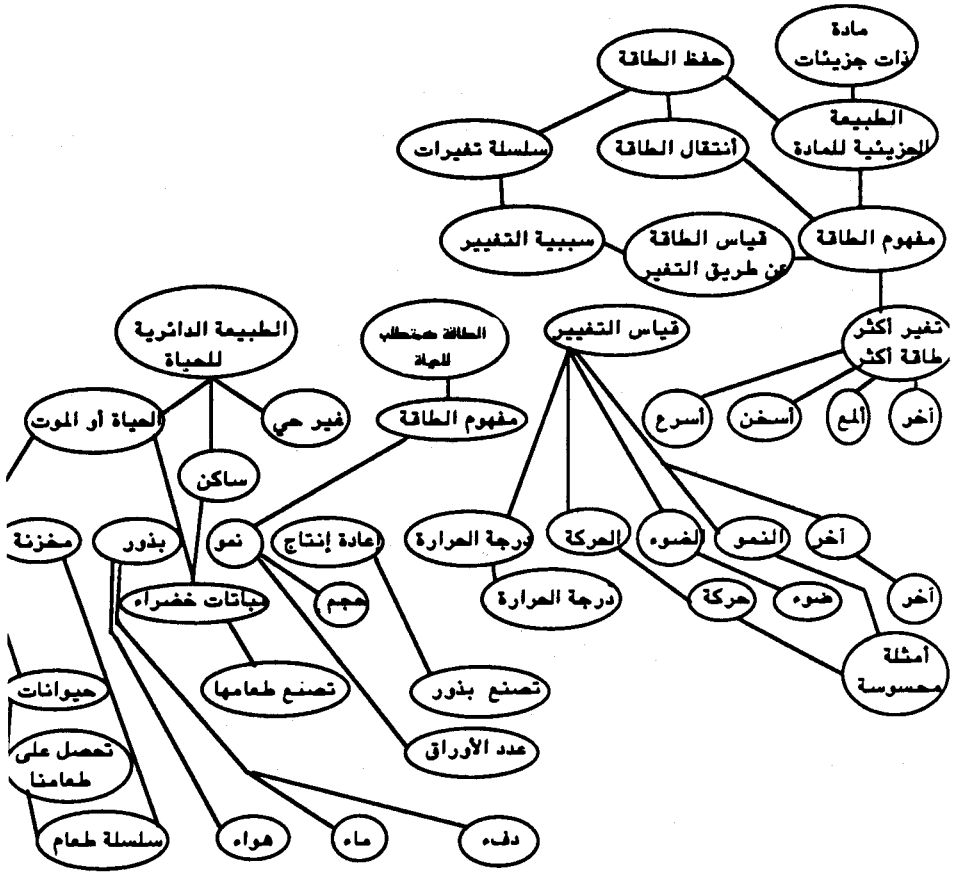 مادة
ذات جزيئات
حفظ الطاقة
الطبيعة
الجزيئية للمادة
أنتقال الطاقة
سلسلة تغيرات
مفهوم الطاقة
قياس الطاقة
عن طريق التغير
سببية التغيير
تغير أكثر
طاقة أكثر
قياس التغيير
الطاقة كمتطلب
للحياة
الطبيعة الدائرية
للحياة
آخر
ألمع
أسخن
أسرع
مفهوم الطاقة
غير حي
الحياة أو الموت
ساكن
آخر
النمو
الضوء
الحركة
درجة الحرارة
إعادة إنتاج
نمو
بذور
مخزنة
آخر
ضوء
حركة
درجة الحرارة
حجم
نباتات خضراء
أمثلة
محسوسة
تصنع بذور
تصنع طعامها
حيوانات
عدد الأوراق
تحصل على
طعامنا
دفء
ماء
هواء
سلسلة طعام